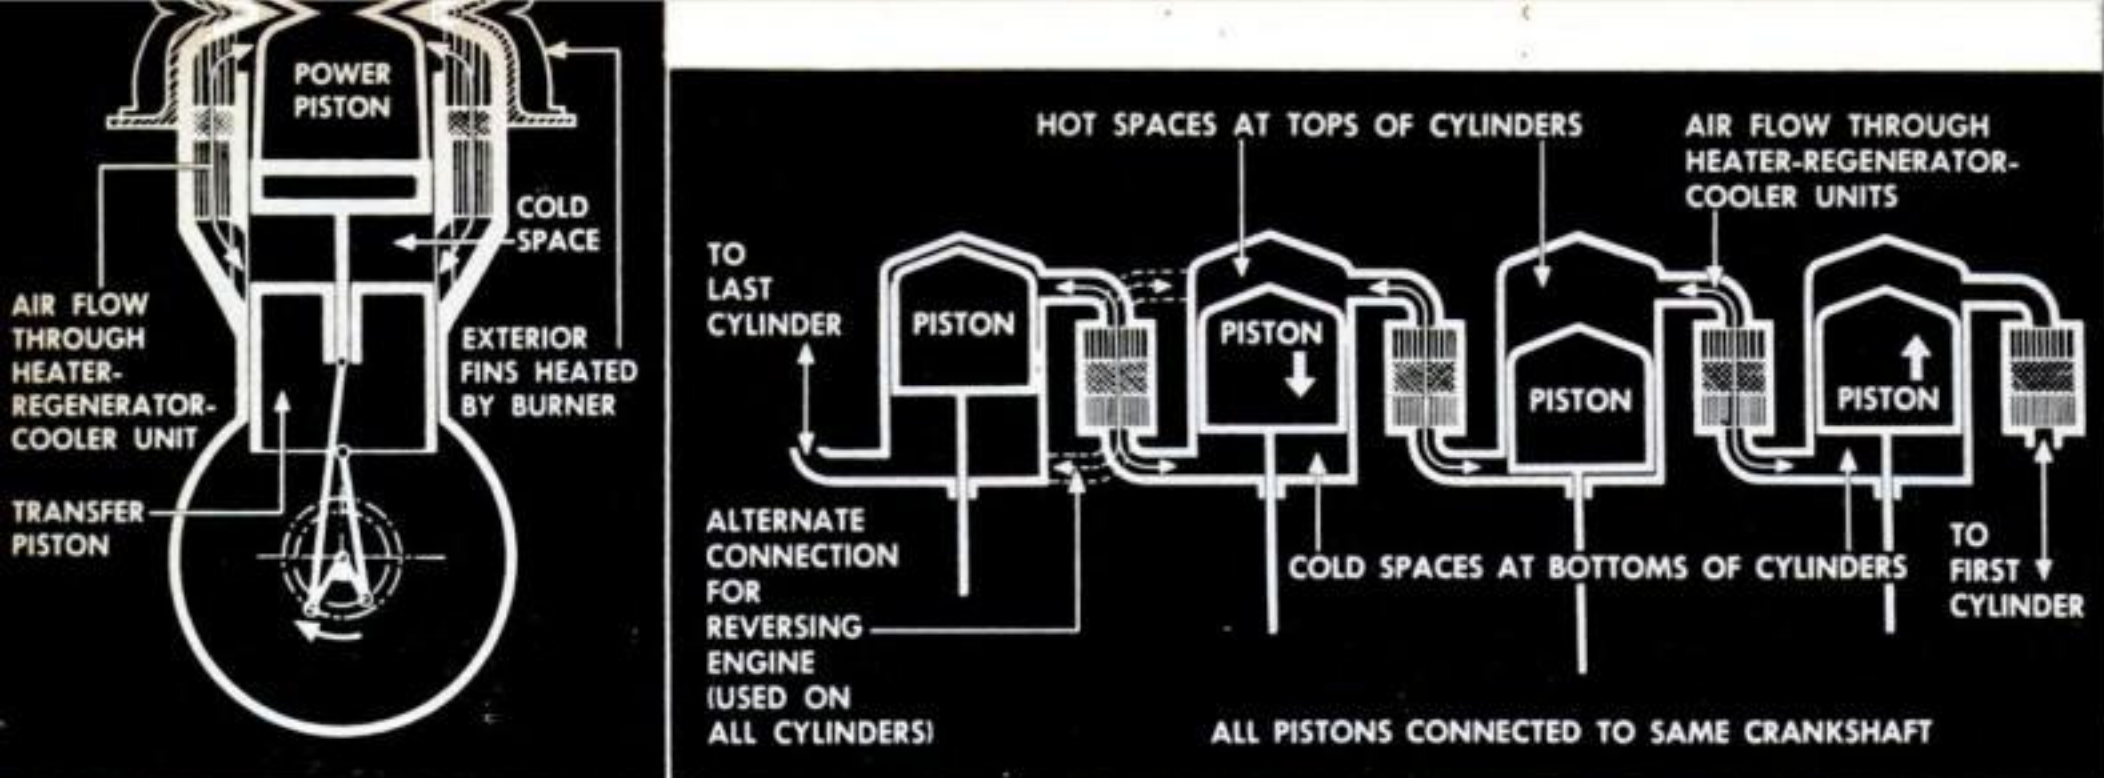 POWER
PISTON
COLD
SPACE
AIR FLOW
THROUGH
HEATER-
REGENERATOR-
COOLER UNIT
EXTERIOR
FINS HEATED
BY BURNER
TRANSFER
PISTON
HOT SPACES AT TOPS OF CYLINDERS
AIR FLOW THROUGH
HEATER-REGENERATOR-
COOLER UNITS
TO
LAST
CYLINDER
PISTON
PISTON
PISTON
PISTON
ALTERNATE
CONNECTION
FOR
REVERSING
ENGINE
(USED ON
ALL CYLINDERS)
COLD SPACES AT BOTTOMS OF CYLINDERS
TO
FIRST
CYLINDER
ALL PISTONS CONNECTED TO SAME CRANKSHAFT